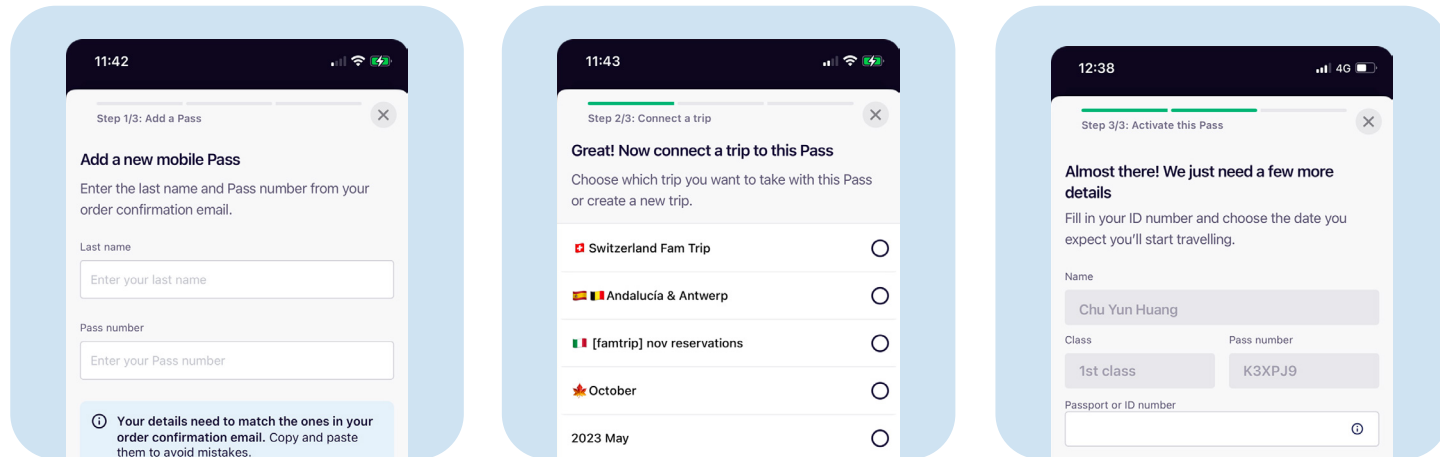 11:42
Step 1/3: Add a Pass
Add a new mobile Pass
Enter the last name and Pass number from your
order confirmation email.
Last name
Enter your last name
Pass number
Enter your Pass number
Your details need to match the ones in your
order confirmation email. Copy and paste
them to avoid mistakes.
11:43
Step 2/3: Connect a trip
Great! Now connect a trip to this Pass
Choose which trip you want to take with this Pass
or create a new trip.
Switzerland Fam Trip
Andalucía & Antwerp
[famtrip] nov reservations
October
2023 May
12:38
4G
Step 3/3: Activate this Pass
Almost there! We just need a few more
details
Fill in your ID number and choose the date you
expect you'll start travelling.
Name
Chu Yun Huang
Class
Pass number
1st class
K3XPJ9
Passport or ID number